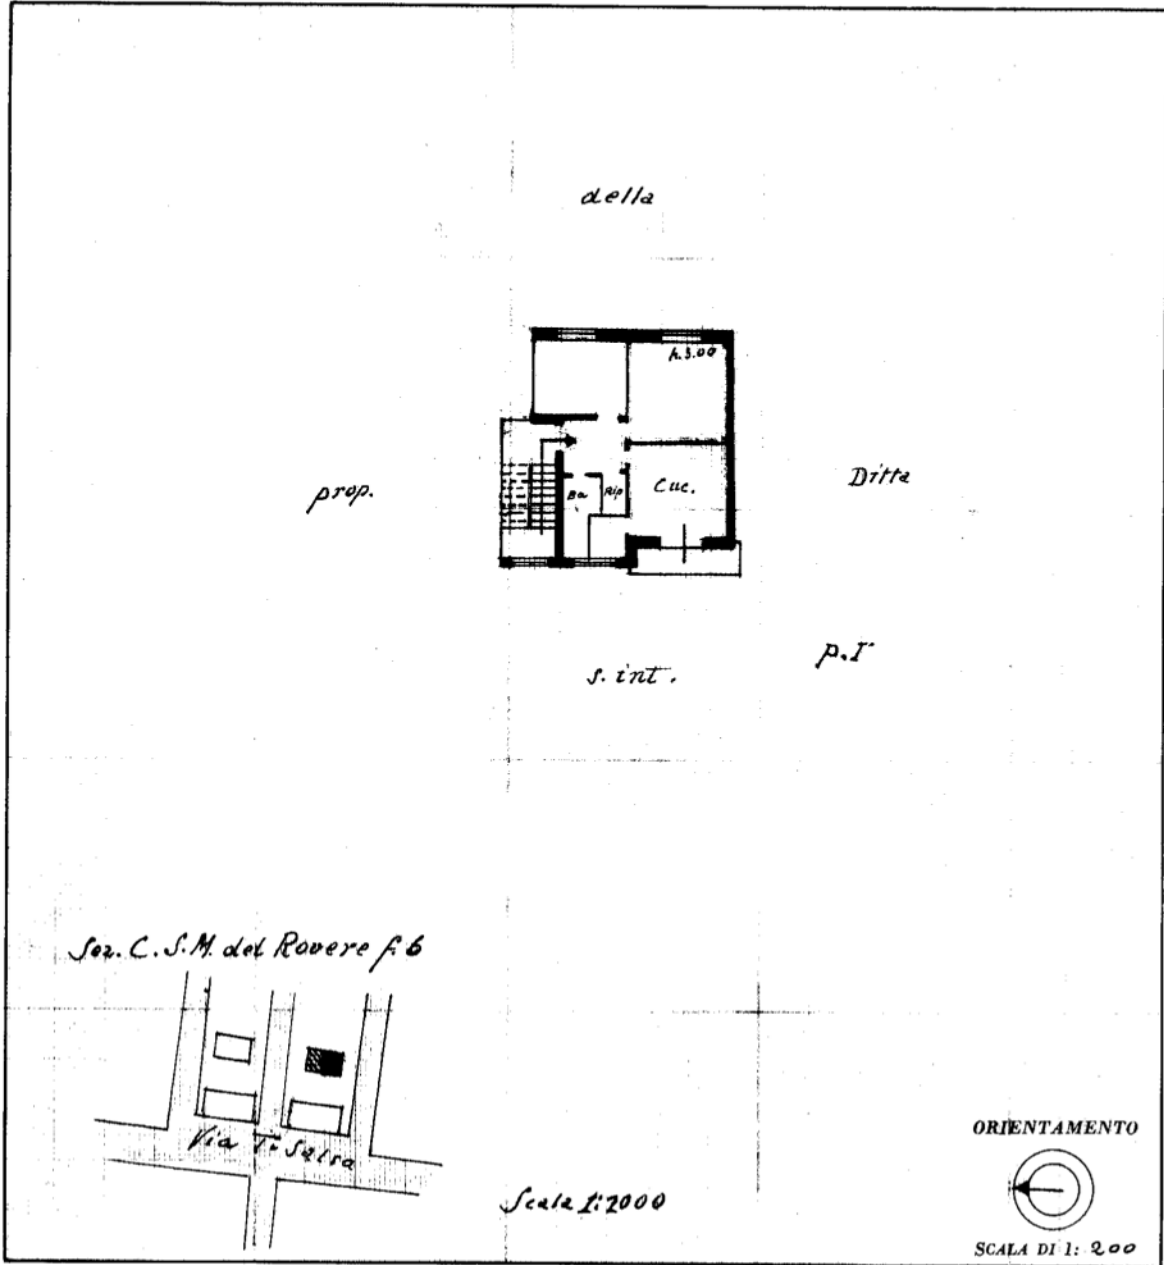 della
h.3.00
prop.
Ditta
Ba
Rip
Cuc.
s. int.
p. I°
Sez. C. S.M. del Rovere f. 6
Via T. Salsa
Scala 1:2000
ORIENTAMENTO
SCALA DI 1: 200